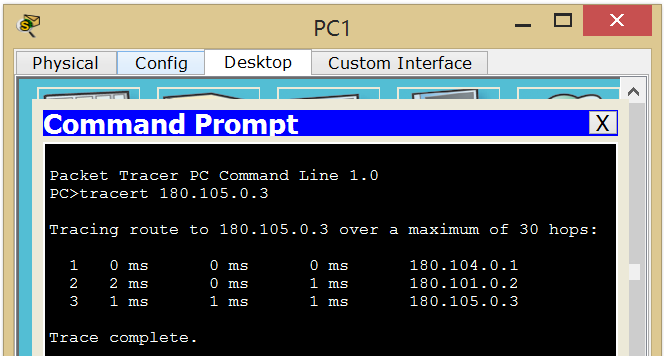 PC1
Physical Config Desktop Custom Interface
Command Prompt X
Packet Tracer PC Command Line 1.0
PC>tracert 180.105.0.3
Tracing route to 180.105.0.3 over a maximum of 30 hops:
1 0 ms 0 ms 0 ms 180.104.0.1
2 2 ms 0 ms 1 ms 180.101.0.2
3 1 ms 1 ms 1 ms 180.105.0.3
Trace complete.